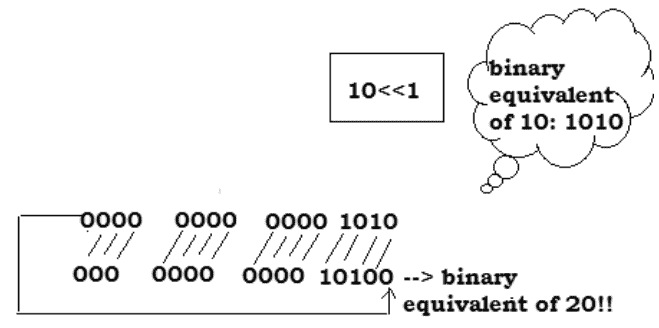 10<<1
binary
equivalent
of 10: 1010
0000 0000 0000 1010
000 0000 0000 10100 --> binary
equivalent of 20!!